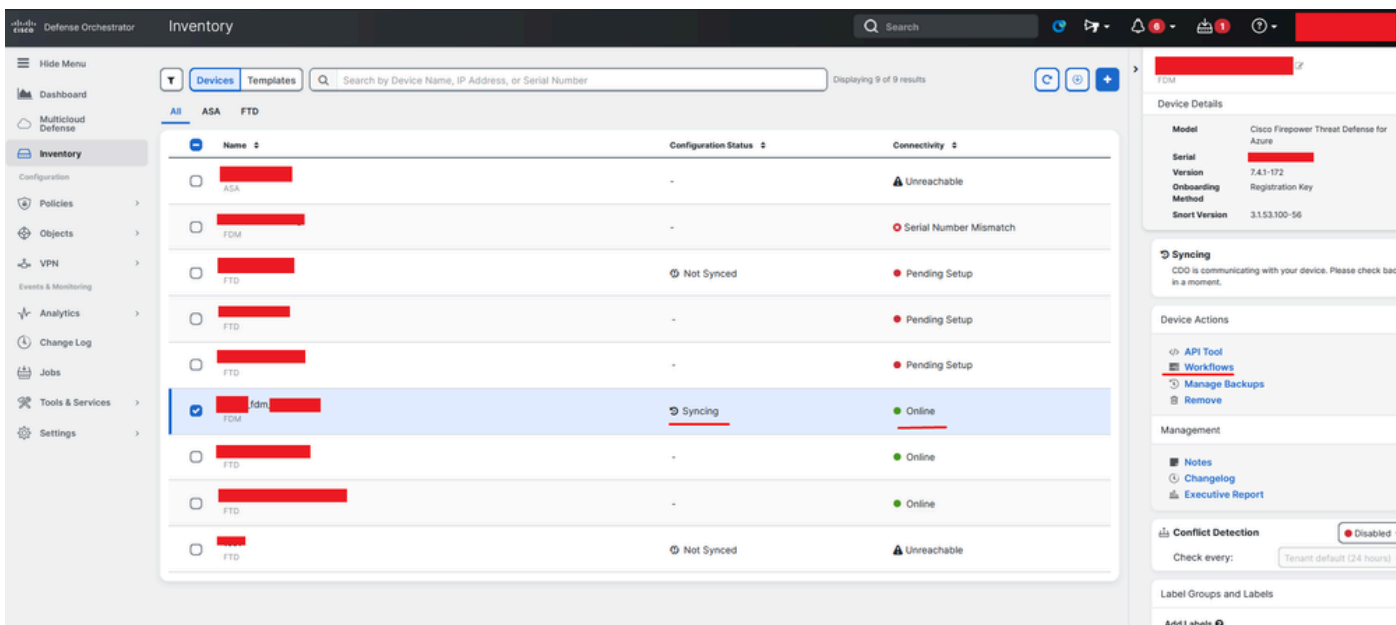 cisco Defense Orchestrator Inventory Search 6 1
Hide Menu
Dashboard
Multicloud
Defense
Inventory
Configuration
Policies
Objects
VPN
Events & Monitoring
Analytics
Change Log
Jobs
Tools & Services
Settings
Devices Templates Search by Device Name, IP Address, or Serial Number Displaying 9 of 9 results
All ASA FTD
Name Configuration Status Connectivity
ASA - Unreachable
FDM - Serial Number Mismatch
FTD Not Synced Pending Setup
FTD - Pending Setup
FTD - Pending Setup
_fdm_
FDM Syncing Online
FTD - Online
FTD - Online
FTD Not Synced Unreachable
FDM
Device Details
Model Cisco Firepower Threat Defense for
Azure
Serial
Version 7.4.1-172
Onboarding Registration Key
Method
Snort Version 3.1.53.100-56
Syncing
CDO is communicating with your device. Please check bac
in a moment.
Device Actions
API Tool
Workflows
Manage Backups
Remove
Management
Notes
Changelog
Executive Report
Conflict Detection Disabled
Check every: Tenant default (24 hours)
Label Groups and Labels
Add Labels